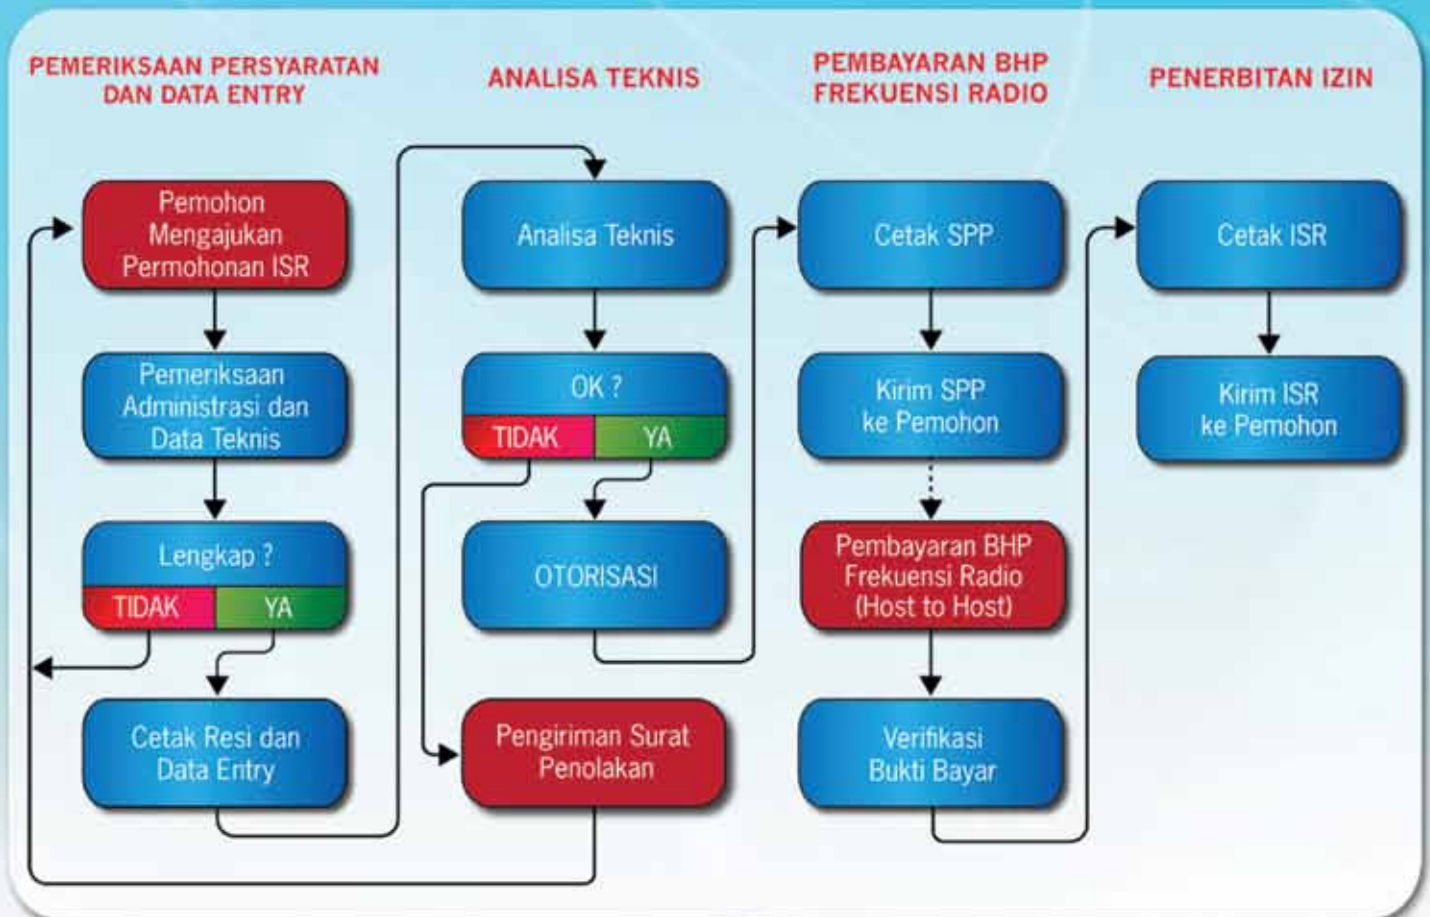 PEMERIKSAAN PERSYARATAN
DAN DATA ENTRY
Pemohon
Mengajukan
Permohonan ISR
Pemeriksaan
Administrasi dan
Data Teknis
Lengkap ?
TIDAK
YA
Cetak Resi dan
Data Entry
ANALISA TEKNIS
Analisa Teknis
OK ?
TIDAK
YA
OTORISASI
Pengiriman Surat
Penolakan
PEMBAYARAN BHP
FREKUENSI RADIO
Cetak SPP
Kirim SPP
ke Pemohon
Pembayaran BHP
Frekuensi Radio
(Host to Host)
Verifikasi
Bukti Bayar
PENERBITAN IZIN
Cetak ISR
Kirim ISR
ke Pemohon